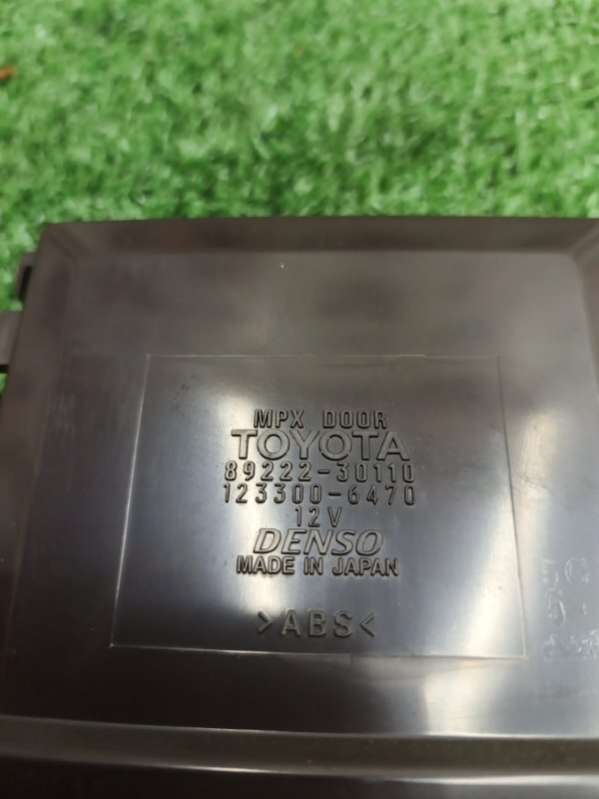 MPX DOOR
TOYOTA
89222-30110
123300-6470
12V
DENSO
MADE IN JAPAN
>ABS<